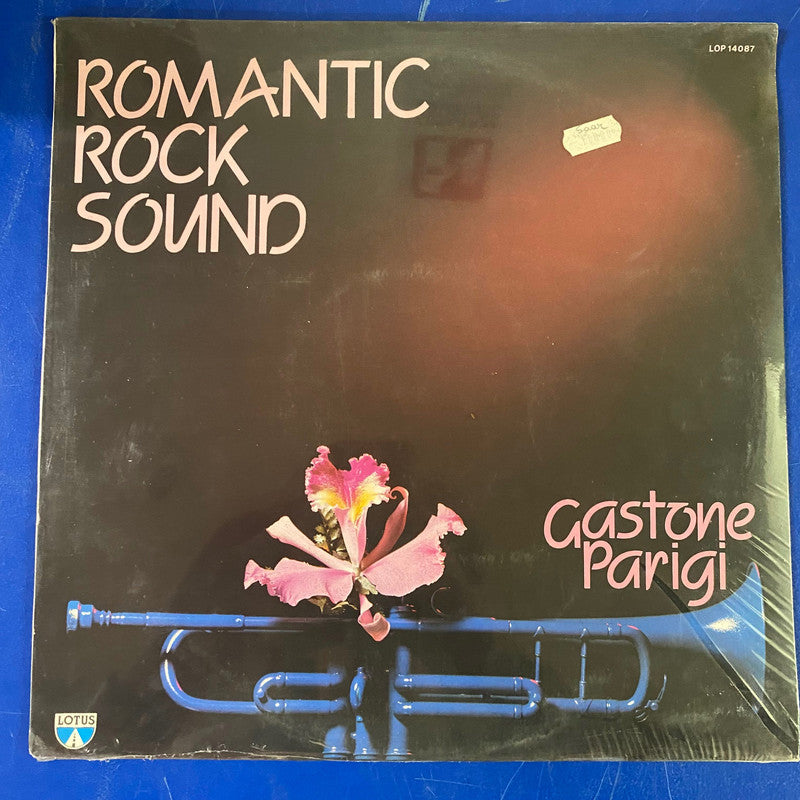 LOP 14087
ROMANTIC
ROCK
SOUND
Gastone
Parigi
LOTUS